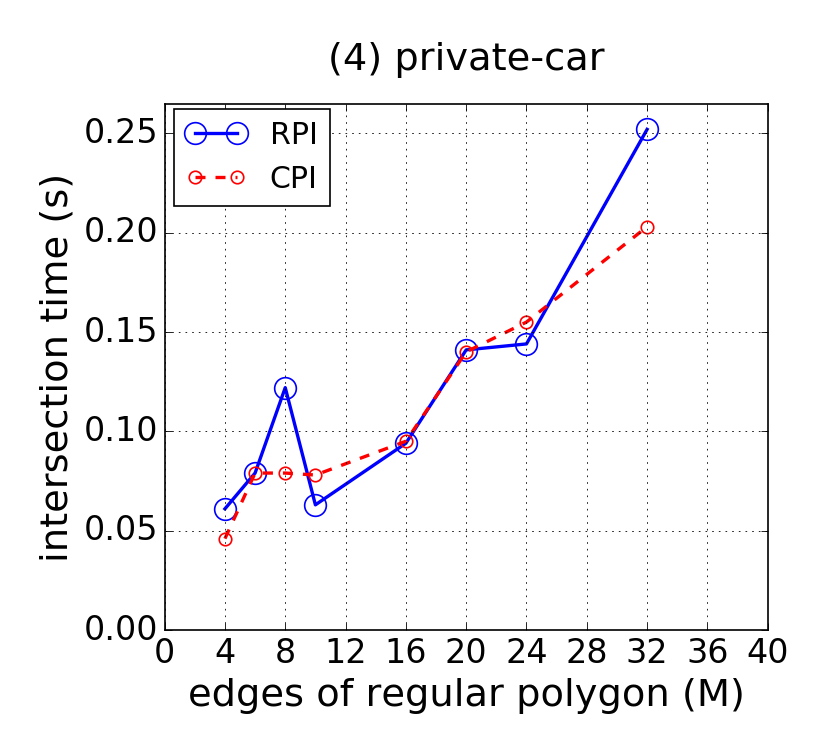 (4) private-car
RPI
CPI
0.25
0.20
0.15
0.10
0.05
0.00
intersection time (s)
0 4 8 12 16 20 24 28 32 36 40
edges of regular polygon (M)